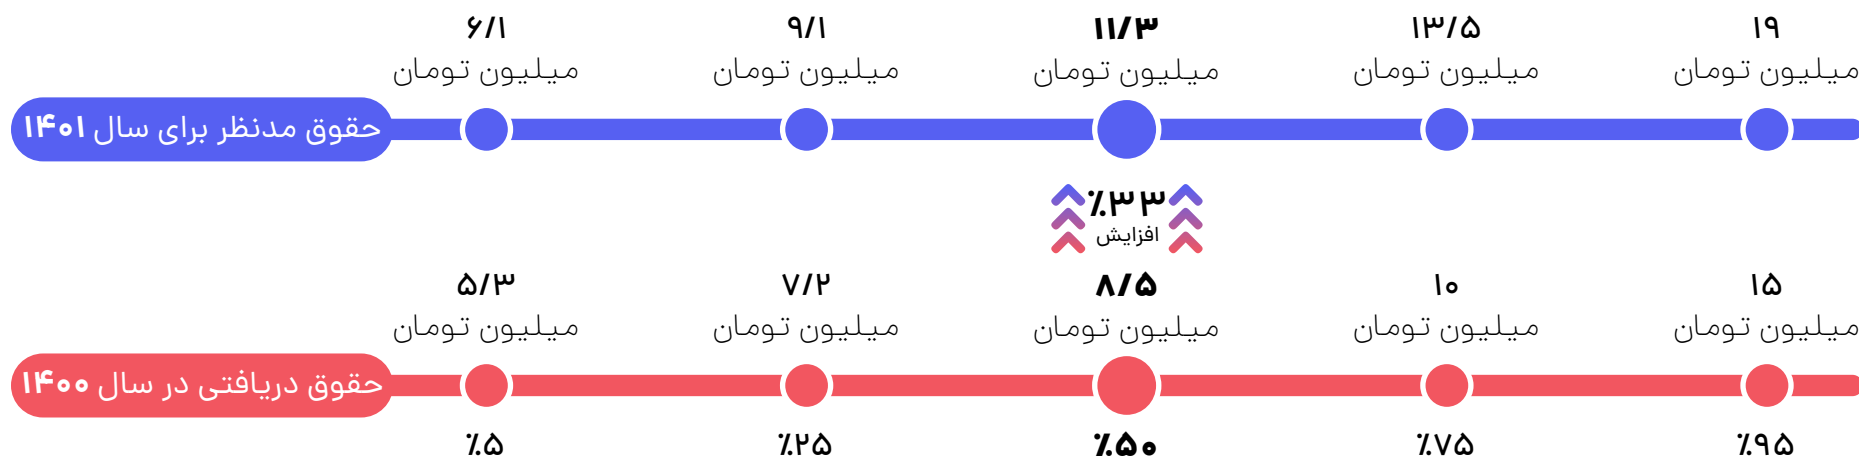 ۶/۱
میلیون تومان
۹/۱
میلیون تومان
۱۱/۳
میلیون تومان
۱۳/۵
میلیون تومان
۱۹
میلیون تومان
حقوق مدنظر برای سال ۱۴۰۱
٪۳۳
افزایش
۵/۳
میلیون تومان
۷/۲
میلیون تومان
۸/۵
میلیون تومان
۱۰
میلیون تومان
۱۵
میلیون تومان
حقوق دریافتی در سال ۱۴۰۰
٪۵
٪۲۵
٪۵۰
٪۷۵
٪۹۵